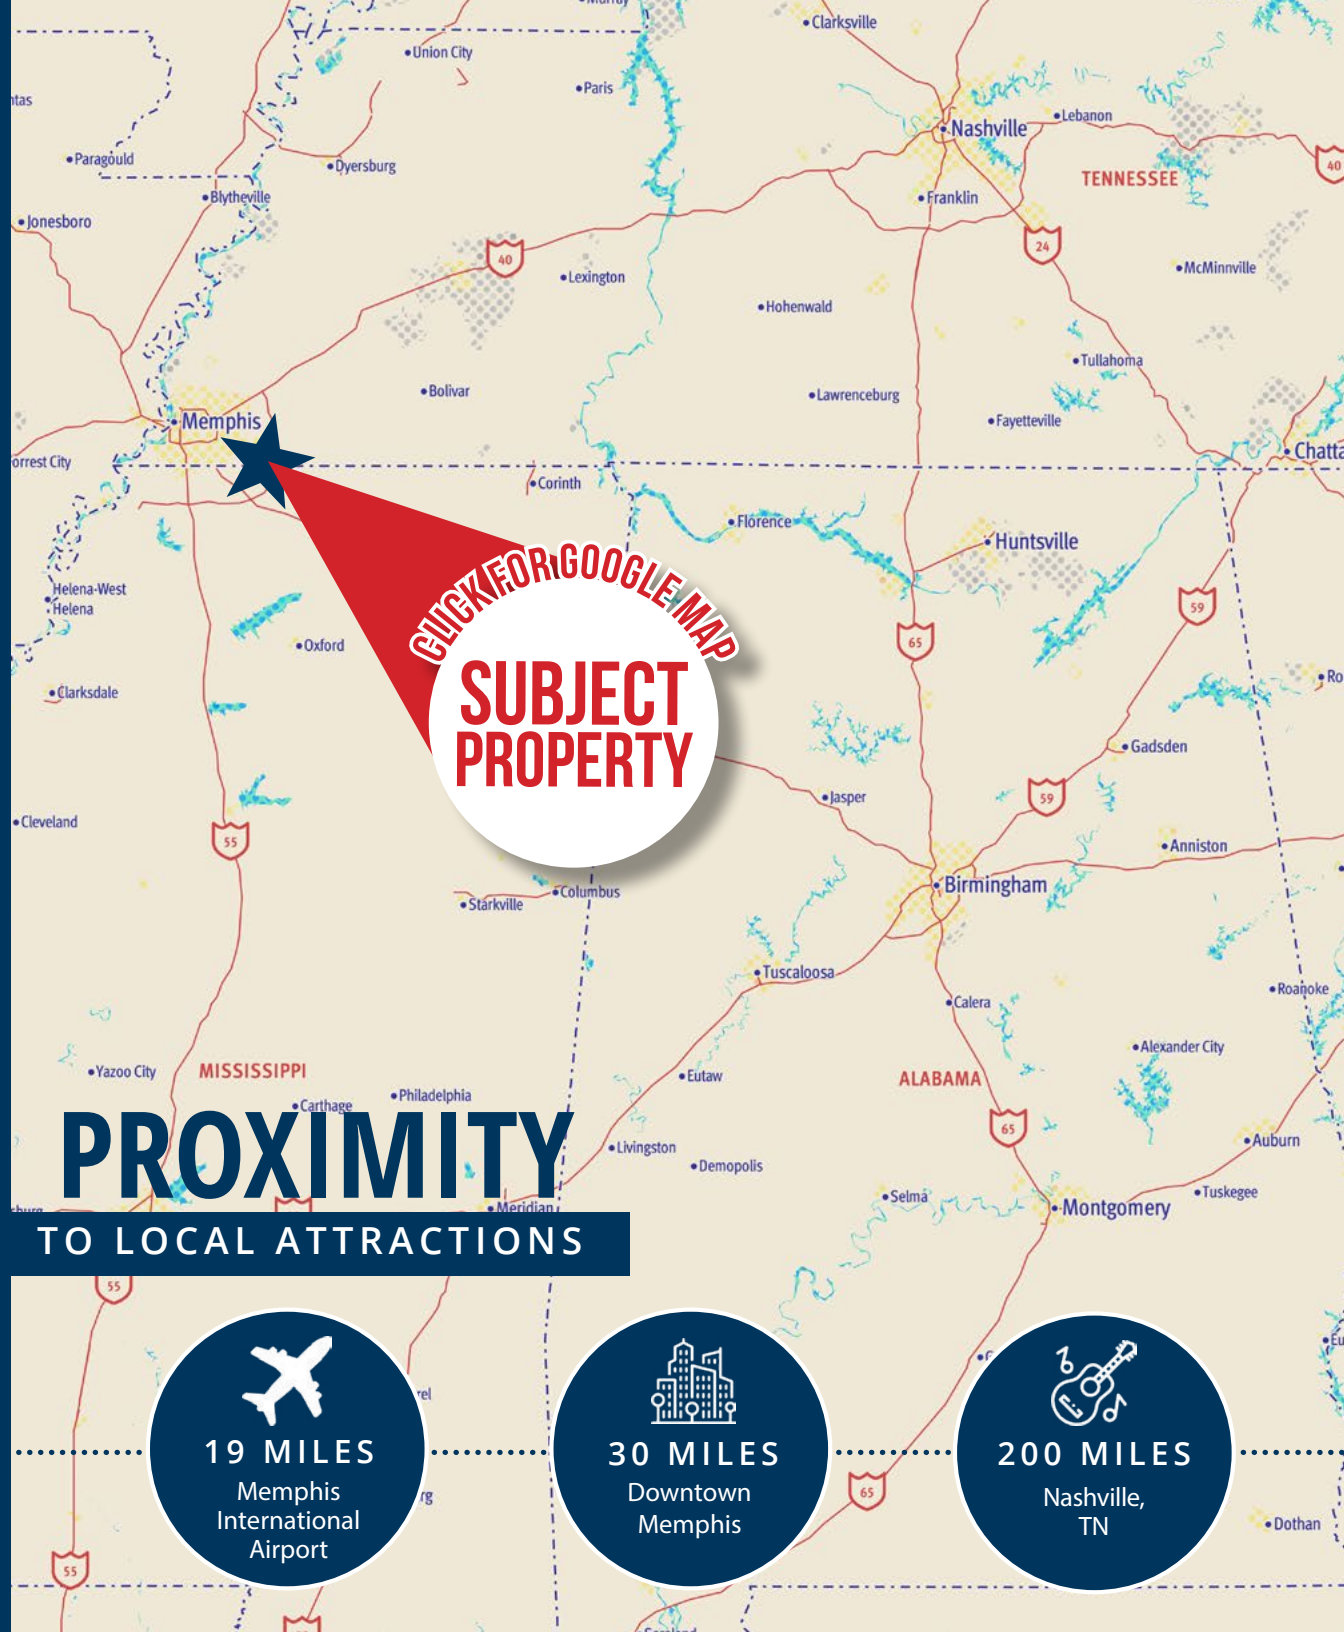 Clarksville
Union City
Paris
Paragould
Dyersburg
Nashville
Lebanon
40
TENNESSEE
Blytheville
Franklin
Jonesboro
24
40
Lexington
McMinnville
Hohenwald
Tullahoma
Bolivar
Lawrenceburg
Fayetteville
Memphis
Chatta
orrest City
Corinth
Florence
Huntsville
CLICK FOR GOOGLE MAP
Helena-West
Helena
59
65
Oxford
SUBJECT
PROPERTY
Clarksdale
Ro
Gadsden
Jasper
59
Cleveland
55
Anniston
Birmingham
Columbus
Starkville
Tuscaloosa
Calera
Roanoke
Alexander City
Yazoo City
MISSISSIPPI
Eutaw
ALABAMA
Philadelphia
Carthage
65
PROXIMITY
Livingston
Auburn
Demopolis
Selma
Tuskegee
Montgomery
Meridian
TO LOCAL ATTRACTIONS
55
19 MILES
Memphis
International
Airport
30 MILES
Downtown
Memphis
200 MILES
Nashville,
TN
65
Dothan
55